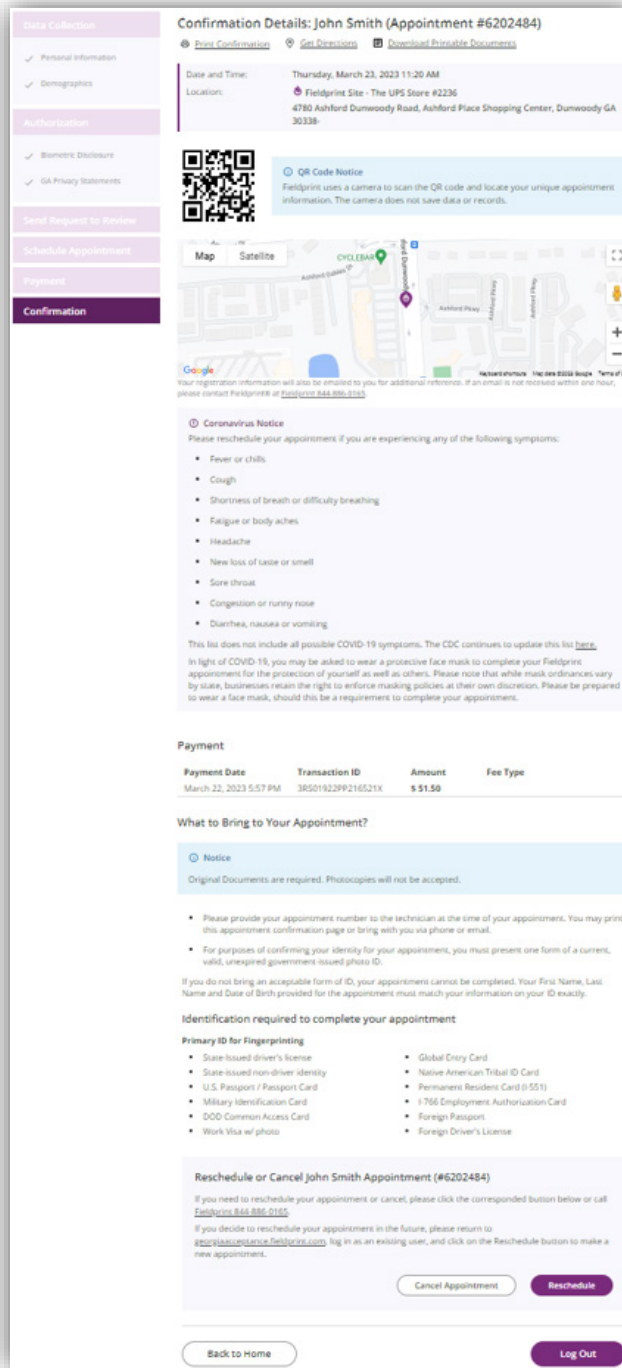 Data Collection
Personal Information
Demographics
Authorization
Biometric Disclosure
GA Privacy Statements
Send Request to Review
Schedule Appointment
Payment
Confirmation
Confirmation Details: John Smith (Appointment #6202484)
Print Confirmation Get Directions Download Printable Documents
Date and Time: Thursday, March 23, 2023 11:20 AM
Location: Fieldprint Site - The UPS Store #2236
4780 Ashford Dunwoody Road, Ashford Place Shopping Center, Dunwoody GA
30338-
QR Code Notice
Fieldprint uses a camera to scan the QR code and locate your unique appointment
information. The camera does not save data or records.
Map Satellite
CYCLEBAR
Ashford Pkwy
Ashford Pkwy
Ashford Pkwy
Google
Keyboard shortcuts Map data ©2023 Google Terms of
Your registration information will also be emailed to you for additional reference. If an email is not received within one hour,
please contact Fieldprint® at Fieldprint 844-886-0165.
Coronavirus Notice
Please reschedule your appointment if you are experiencing any of the following symptoms:
Fever or chills
Cough
Shortness of breath or difficulty breathing
Fatigue or body aches
Headache
New loss of taste or smell
Sore throat
Congestion or runny nose
Diarrhea, nausea or vomiting
This list does not include all possible COVID-19 symptoms. The CDC continues to update this list here.
In light of COVID-19, you may be asked to wear a protective face mask to complete your Fieldprint
appointment for the protection of yourself as well as others. Please note that while mask ordinances vary
by state, businesses retain the right to enforce masking policies at their own discretion. Please be prepared
to wear a face mask, should this be a requirement to complete your appointment.
Payment
Payment Date Transaction ID Amount Fee Type
March 22, 2023 5:57 PM 3RS01922PP216521X $ 51.50
What to Bring to Your Appointment?
Notice
Original Documents are required. Photocopies will not be accepted.
Please provide your appointment number to the technician at the time of your appointment. You may print
this appointment confirmation page or bring with you via phone or email.
For purposes of confirming your identity for your appointment, you must present one form of a current,
valid, unexpired government-issued photo ID.
If you do not bring an acceptable form of ID, your appointment cannot be completed. Your First Name, Last
Name and Date of Birth provided for the appointment must match your information on your ID exactly.
Identification required to complete your appointment
Primary ID for Fingerprinting
State-Issued driver's license
State-issued non-driver identity
U.S. Passport / Passport Card
Military Identification Card
DOD Common Access Card
Work Visa w/ photo
Global Entry Card
Native American Tribal ID Card
Permanent Resident Card (I-551)
I-766 Employment Authorization Card
Foreign Passport
Foreign Driver's License
Reschedule or Cancel John Smith Appointment (#6202484)
If you need to reschedule your appointment or cancel, please click the corresponded button below or call
Fieldprint 844-886-0165.
If you decide to reschedule your appointment in the future, please return to
georgiaacceptance.fieldprint.com, log in as an existing user, and click on the Reschedule button to make a
new appointment.
Cancel Appointment Reschedule
Back to Home Log Out